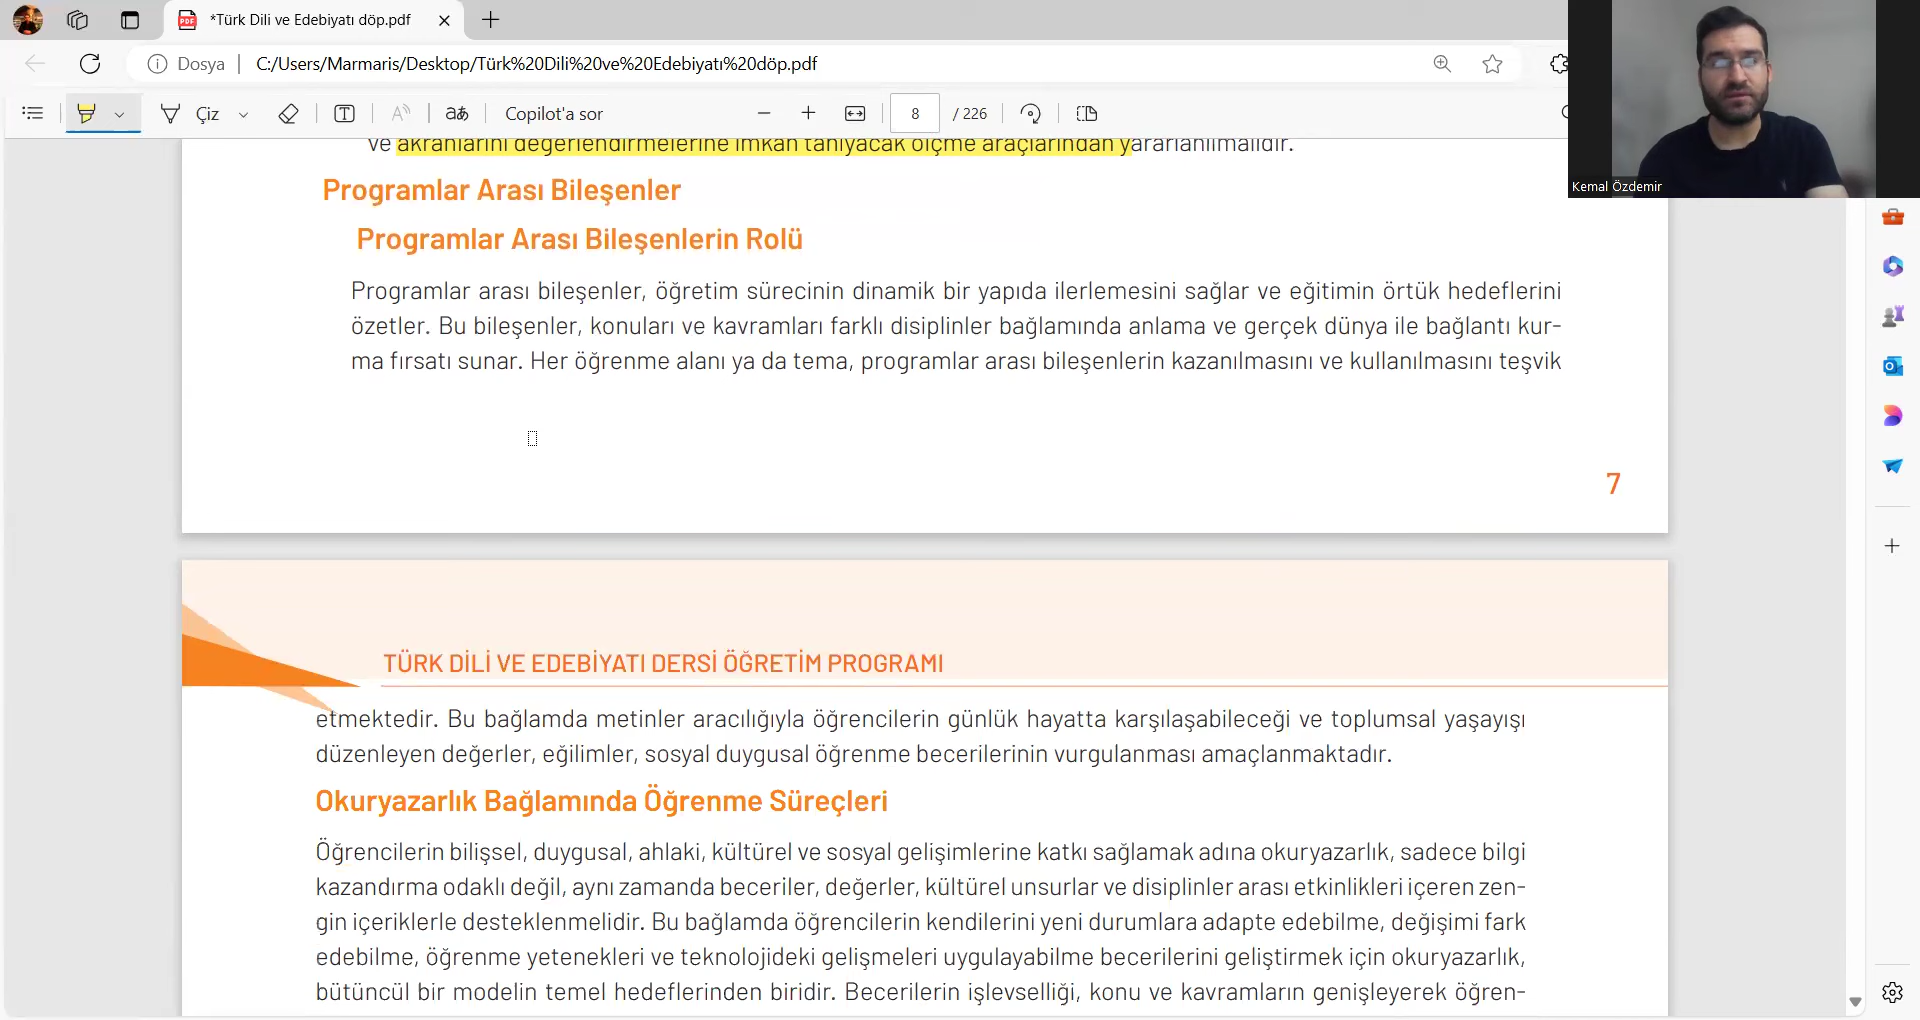 *Türk Dili ve Edebiyatı döp.pdf
Dosya
C:/Users/Marmaris/Desktop/Türk%20Dili%20ve%20Edebiyatı%20döp.pdf
Çiz
aあ
Copilot'a sor
8
/ 226
Kemal Özdemir
ve akranlarını değerlendirmelerine imkân tanıyacak ölçme araçlarından yararlanılmalıdır.
Programlar Arası Bileşenler
Programlar Arası Bileşenlerin Rolü
Programlar arası bileşenler, öğretim sürecinin dinamik bir yapıda ilerlemesini sağlar ve eğitimin örtük hedeflerini
özetler. Bu bileşenler, konuları ve kavramları farklı disiplinler bağlamında anlama ve gerçek dünya ile bağlantı kur-
ma fırsatı sunar. Her öğrenme alanı ya da tema, programlar arası bileşenlerin kazanılmasını ve kullanılmasını teşvik
7
TÜRK DİLİ VE EDEBİYATI DERSİ ÖĞRETİM PROGRAMI
etmektedir. Bu bağlamda metinler aracılığıyla öğrencilerin günlük hayatta karşılaşabileceği ve toplumsal yaşayışı
düzenleyen değerler, eğilimler, sosyal duygusal öğrenme becerilerinin vurgulanması amaçlanmaktadır.
Okuryazarlık Bağlamında Öğrenme Süreçleri
Öğrencilerin bilişsel, duygusal, ahlaki, kültürel ve sosyal gelişimlerine katkı sağlamak adına okuryazarlık, sadece bilgi
kazandırma odaklı değil, aynı zamanda beceriler, değerler, kültürel unsurlar ve disiplinler arası etkinlikleri içeren zen-
gin içeriklerle desteklenmelidir. Bu bağlamda öğrencilerin kendilerini yeni durumlara adapte edebilme, değişimi fark
edebilme, öğrenme yetenekleri ve teknolojideki gelişmeleri uygulayabilme becerilerini geliştirmek için okuryazarlık,
bütüncül bir modelin temel hedeflerinden biridir. Becerilerin işlevselliği, konu ve kavramların genişleyerek öğren-